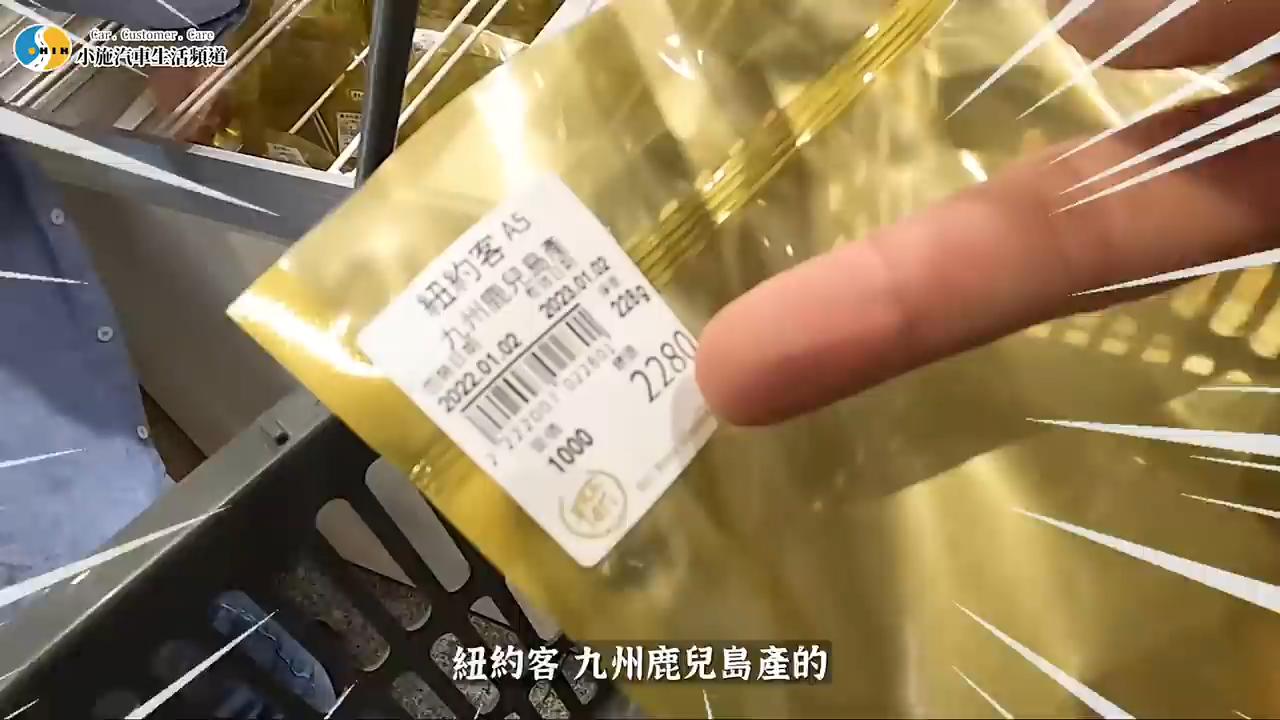 Car. Customer. Care
小施汽車生活頻道
紐約客 A5
九州鹿兒島產
2022.01.02
2023.01.02
228g
2280
1000
紐約客 九州鹿兒島產的